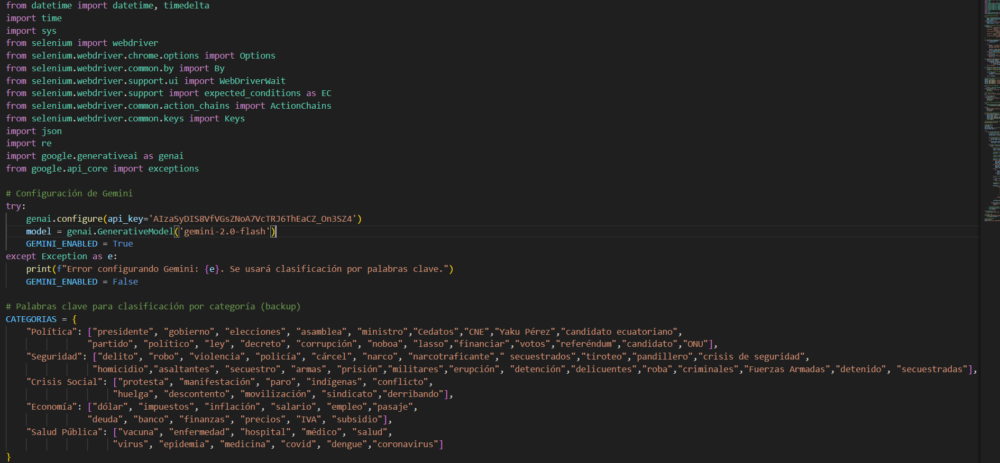 from datetime import datetime, timedelta
import time
import sys
from selenium import webdriver
from selenium.webdriver.chrome.options import Options
from selenium.webdriver.common.by import By
from selenium.webdriver.support.ui import WebDriverWait
from selenium.webdriver.support import expected_conditions as EC
from selenium.webdriver.common.action_chains import ActionChains
from selenium.webdriver.common.keys import Keys
import json
import re
import google.generativeai as genai
from google.api_core import exceptions
# Configuración de Gemini
try:
genai.configure(api_key='AIzaSyDIS8VfVGsZNoA7VcTRJ6ThEaCZ_On3SZ4')
model = genai.GenerativeModel('gemini-2.0-flash')
GEMINI_ENABLED = True
except Exception as e:
print(f"Error configurando Gemini: {e}. Se usará clasificación por palabras clave.")
GEMINI_ENABLED = False
# Palabras clave para clasificación por categoría (backup)
CATEGORIAS = {
"Política": ["presidente", "gobierno", "elecciones", "asamblea", "ministro","Cedatos","CNE","Yaku Pérez","candidato ecuatoriano",
"partido", "político", "ley", "decreto", "corrupción", "noboa", "lasso","financiar","votos","referéndum","candidato","ONU"],
"Seguridad": ["delito", "robo", "violencia", "policía", "cárcel", "narco", "narcotraficante"," secuestrados","tiroteo","pandillero","crisis de seguridad",
"homicidio","asaltantes", "secuestro", "armas", "prisión","militares","erupción", "detención","delicuentes","roba","criminales","Fuerzas Armadas","detenido", "secuestradas"],
"Crisis Social": ["protesta", "manifestación", "paro", "indígenas", "conflicto",
"huelga", "descontento", "movilización", "sindicato","derribando"],
"Economía": ["dólar", "impuestos", "inflación", "salario", "empleo","pasaje",
"deuda", "banco", "finanzas", "precios", "IVA", "subsidio"],
"Salud Pública": ["vacuna", "enfermedad", "hospital", "médico", "salud",
"virus", "epidemia", "medicina", "covid", "dengue","coronavirus"]
}